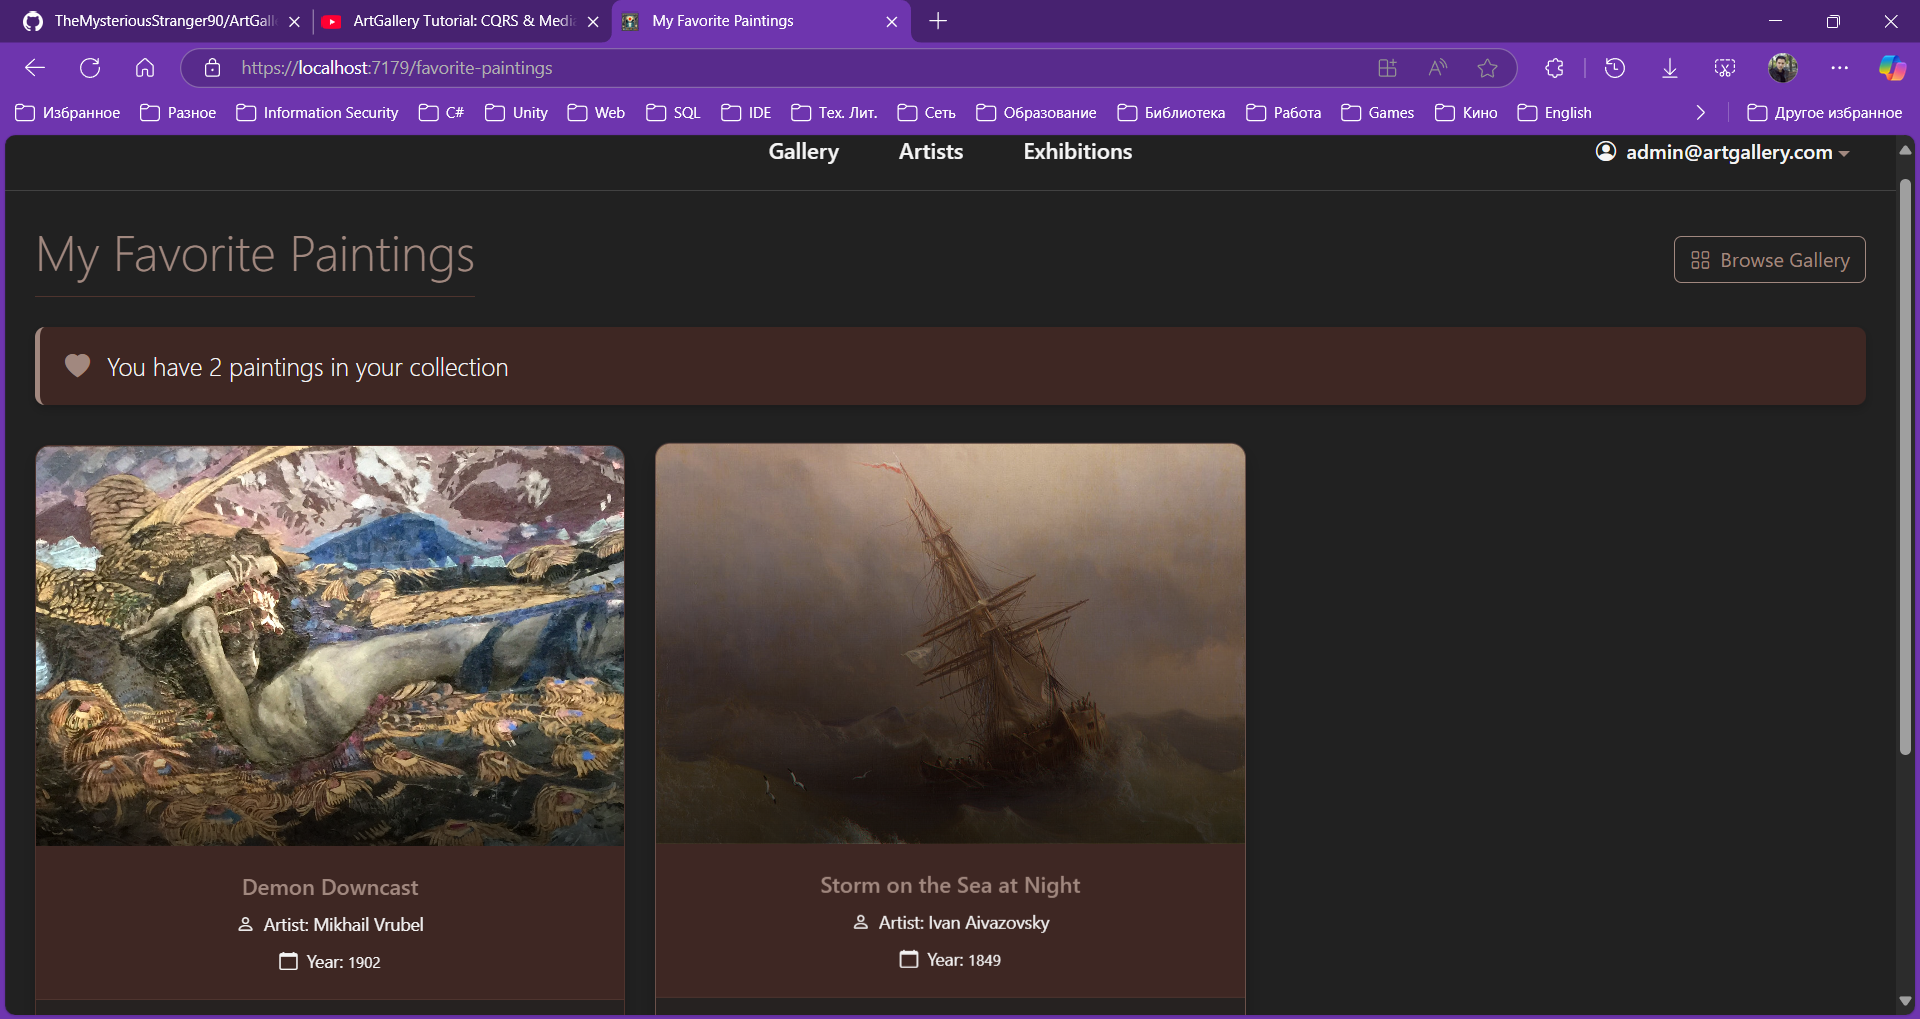 TheMysteriousStranger90/ArtGall
ArtGallery Tutorial: CQRS & Media
My Favorite Paintings
https://localhost:7179/favorite-paintings
Избранное
Разное
Information Security
C#
Unity
Web
SQL
IDE
Тех. Лит.
Сеть
Образование
Библиотека
Работа
Games
Кино
English
Другое избранное
Gallery
Artists
Exhibitions
admin@artgallery.com
My Favorite Paintings
Browse Gallery
You have 2 paintings in your collection
Demon Downcast
Artist: Mikhail Vrubel
Year: 1902
Storm on the Sea at Night
Artist: Ivan Aivazovsky
Year: 1849